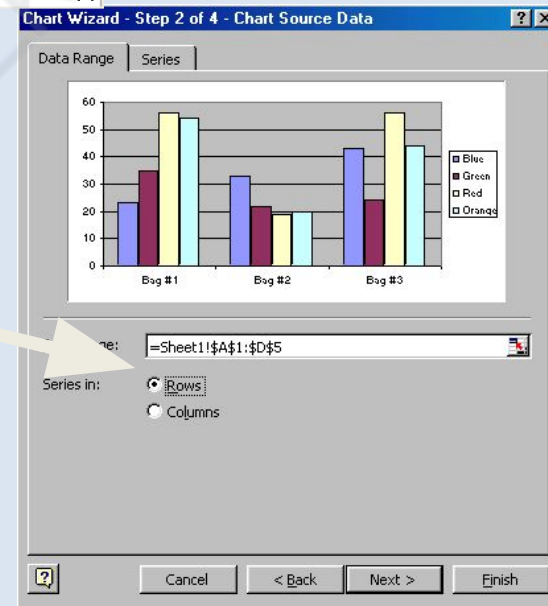 Chart Wizard - Step 2 of 4 - Chart Source Data
Data Range Series
60
50
40
30
20
10
0
Bag #1 Bag #2 Bag #3
Blue
Green
Red
Orange
=Sheet1!$A$1:$D$5
Series in: Rows
Columns
Cancel < Back Next > Finish